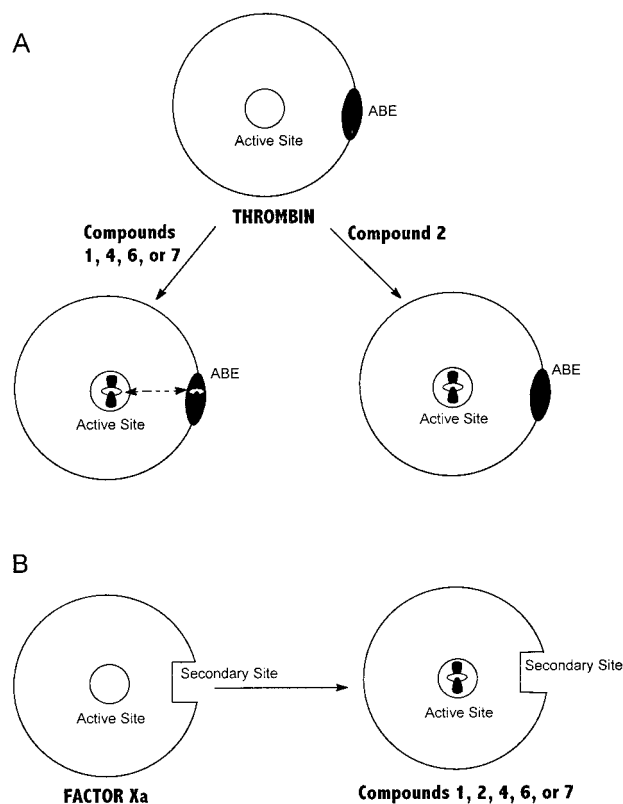 A
ABE
Active Site
THROMBIN
Compounds
1, 4, 6, or 7
Compound 2
ABE
Active Site
ABE
Active Site
B
Secondary Site
Active Site
FACTOR Xa
Secondary Site
Active Site
Compounds 1, 2, 4, 6, or 7